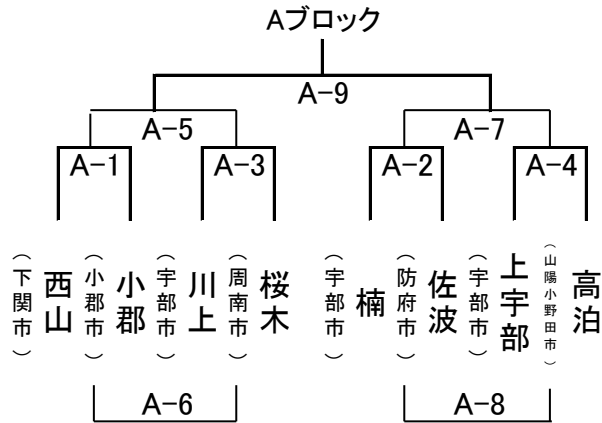 Aブロック
A-9
A-5
A-7
A-1
A-3
A-2
A-4
西山
（下関市）
小郡
（小郡市）
川上
（宇部市）
桜木
（周南市）
楠
（宇部市）
佐波
（防府市）
上宇部
（宇部市）
高泊
（山陽小野田市）
A-6
A-8